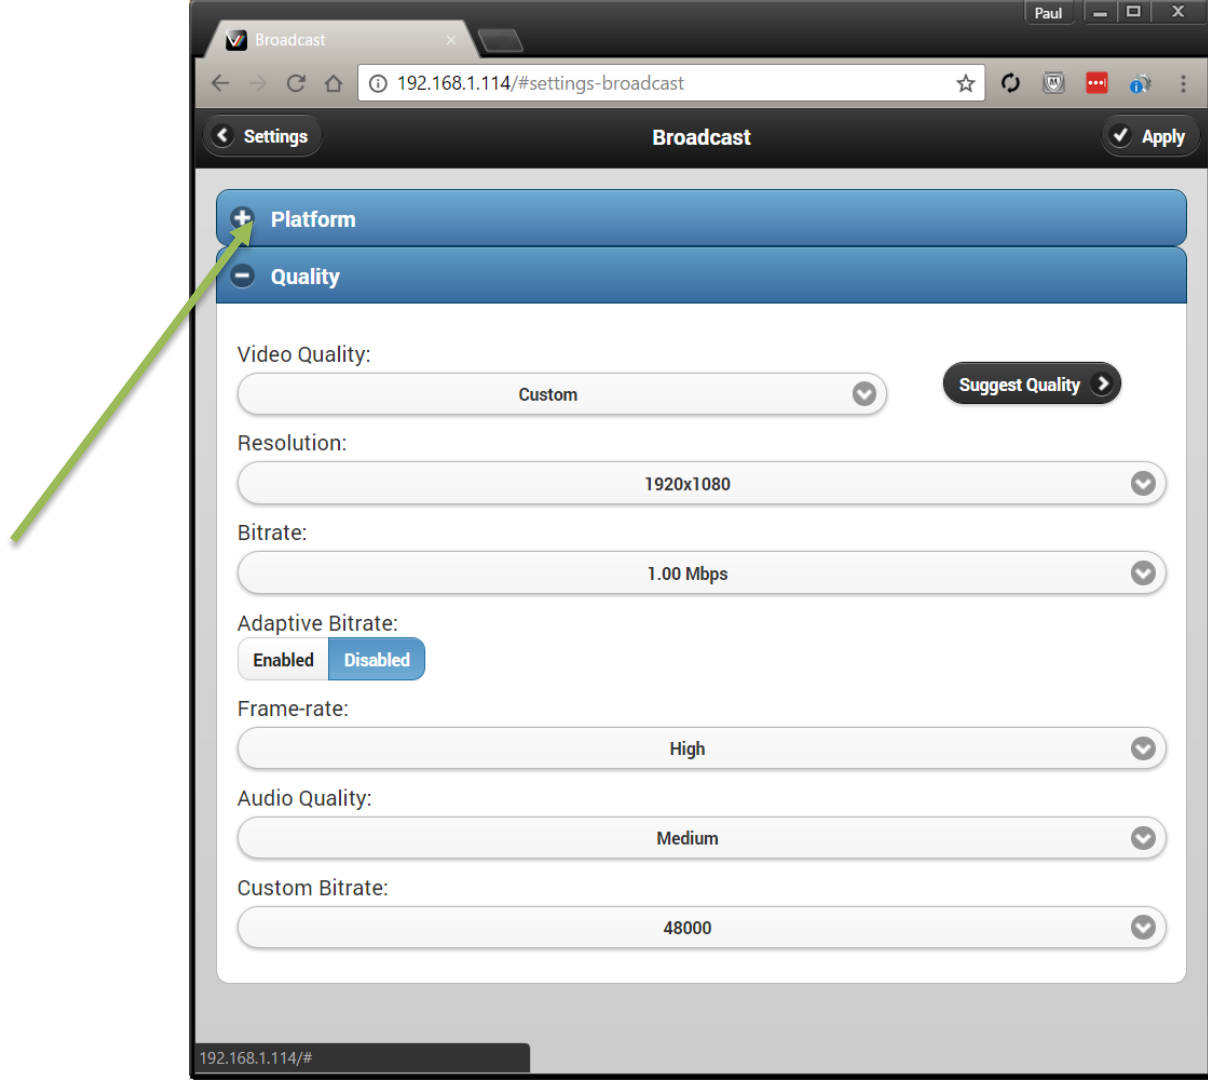 Paul
Broadcast
192.168.1.114/#settings-broadcast
Settings
Broadcast
Apply
Platform
Quality
Video Quality:
Custom
Suggest Quality
Resolution:
1920x1080
Bitrate:
1.00 Mbps
Adaptive Bitrate:
Enabled Disabled
Frame-rate:
High
Audio Quality:
Medium
Custom Bitrate:
48000
192.168.1.114/#